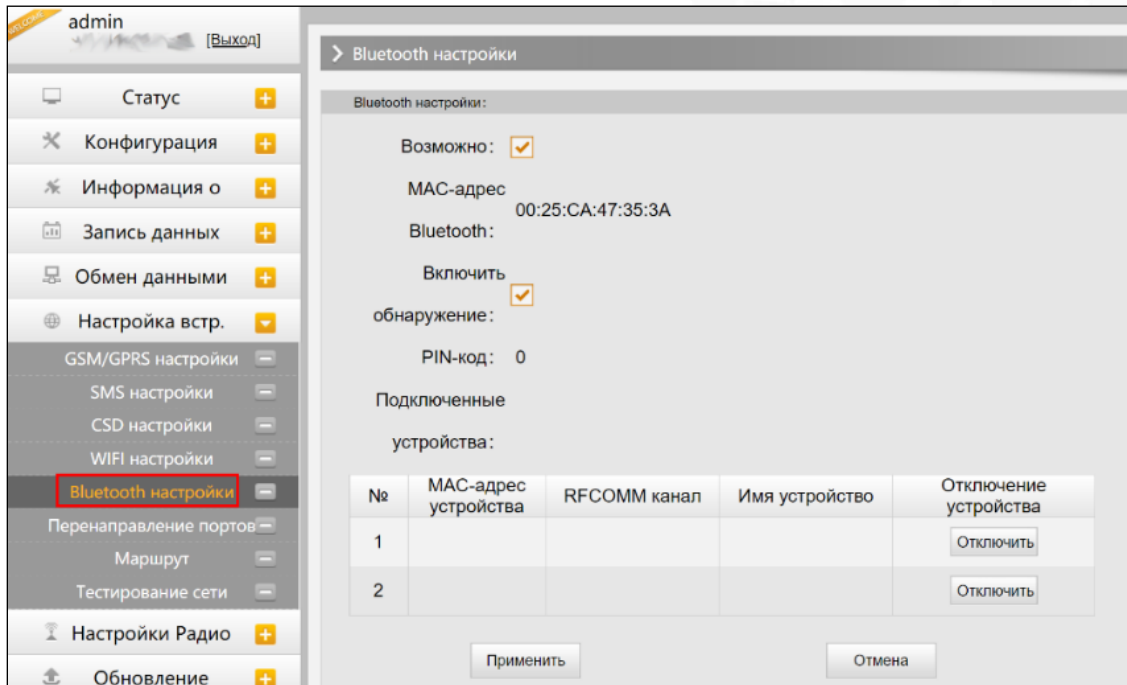 WELCOME
admin
[Выход]
Статус
Конфигурация
Информация о
Запись данных
Обмен данными
Настройка встр.
GSM/GPRS настройки
SMS настройки
CSD настройки
WIFI настройки
Bluetooth настройки
Перенаправление портов
Маршрут
Тестирование сети
Настройки Радио
Обновление
Bluetooth настройки
Bluetooth настройки:
Возможно:
MAC-адрес
Bluetooth:
00:25:CA:47:35:3A
Включить
обнаружение:
PIN-код: 0
Подключенные
устройства:
№ MAC-адрес устройства RFCOMM канал Имя устройство Отключение устройства
1 Отключить
2 Отключить
Применить Отмена